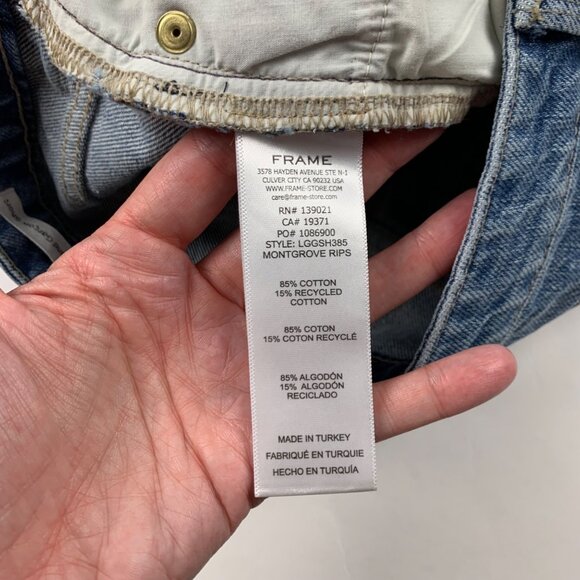 FRAME
3578 HAYDEN AVENUE STE N-1
CULVER CITY CA 90232 USA
WWW.FRAME-STORE.COM
care@frame-store.com
RN# 139021
CA# 19371
PO# 1086900
STYLE: LGGSH385
MONTGROVE RIPS
85% COTTON
15% RECYCLED
COTTON
85% COTON
15% COTON RECYCLÉ
85% ALGODÓN
15% ALGODÓN
RECICLADO
MADE IN TURKEY
FABRIQUÉ EN TURQUIE
HECHO EN TURQUÍA